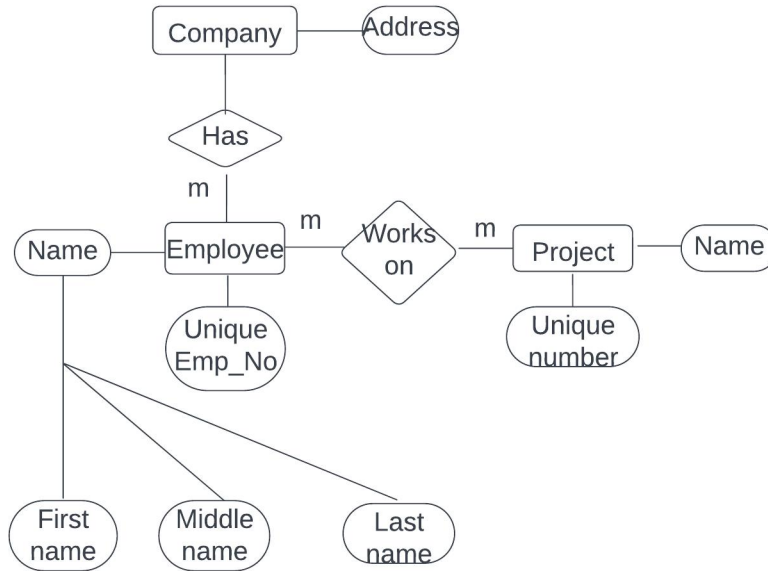 Company
Address
Has
m
m
m
Name
Employee
Works
on
Project
Name
Unique
Emp_No
Unique
number
First
name
Middle
name
Last
name